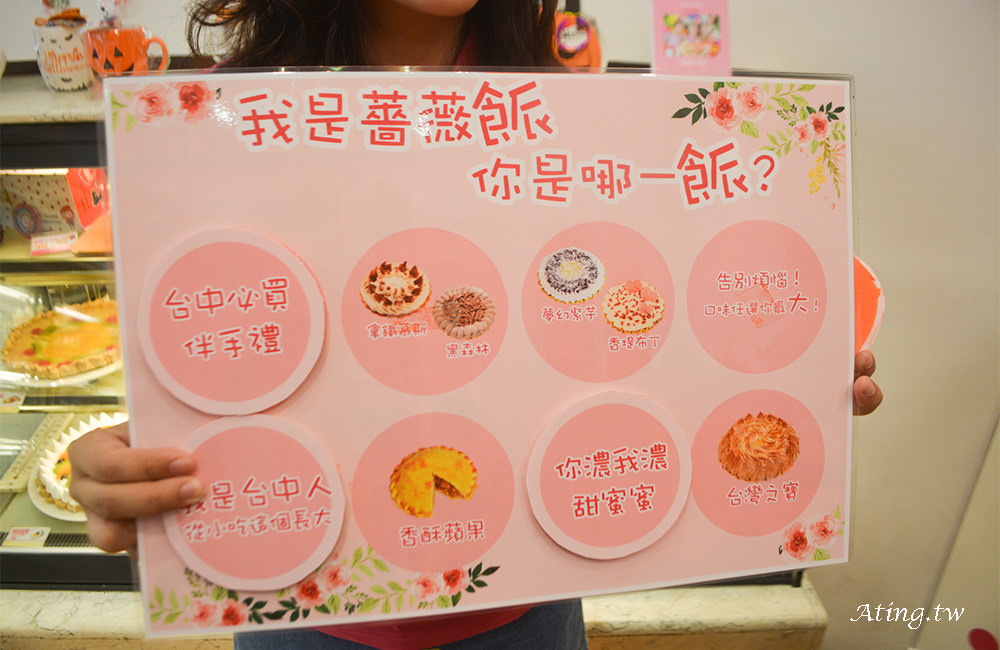 我是薔薇飯
你是哪一飯?
台中必買
伴手禮
拿鐵慕斯
黑森林
夢幻紫芋
香堤布丁
告別煩惱!
口味任選你最大!
我是台中人
從小吃這個長大
香酥蘋果
你濃我濃
甜蜜蜜
台灣之寶
Ating.tw